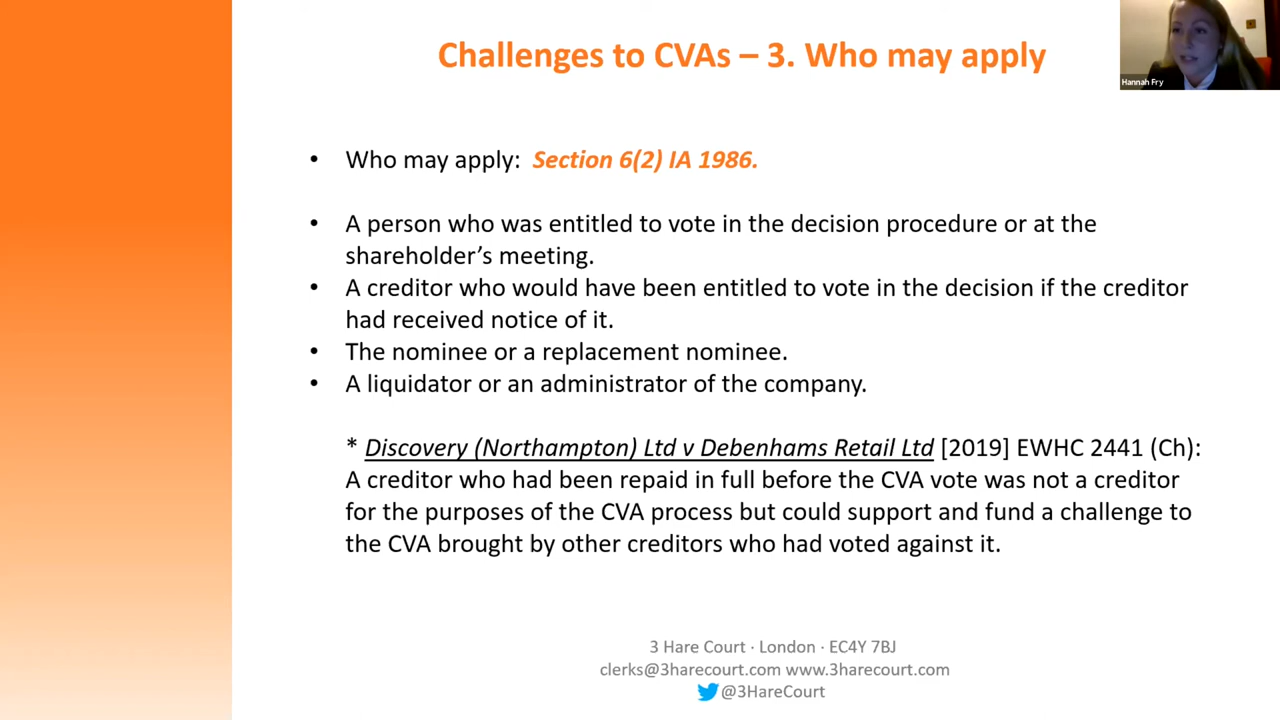 Challenges to CVAs – 3. Who may apply
Hannah Fry
• Who may apply: Section 6(2) IA 1986.
• A person who was entitled to vote in the decision procedure or at the
shareholder’s meeting.
• A creditor who would have been entitled to vote in the decision if the creditor
had received notice of it.
• The nominee or a replacement nominee.
• A liquidator or an administrator of the company.
* Discovery (Northampton) Ltd v Debenhams Retail Ltd [2019] EWHC 2441 (Ch):
A creditor who had been repaid in full before the CVA vote was not a creditor
for the purposes of the CVA process but could support and fund a challenge to
the CVA brought by other creditors who had voted against it.
3 Hare Court · London · EC4Y 7BJ
clerks@3harecourt.com www.3harecourt.com
@3HareCourt